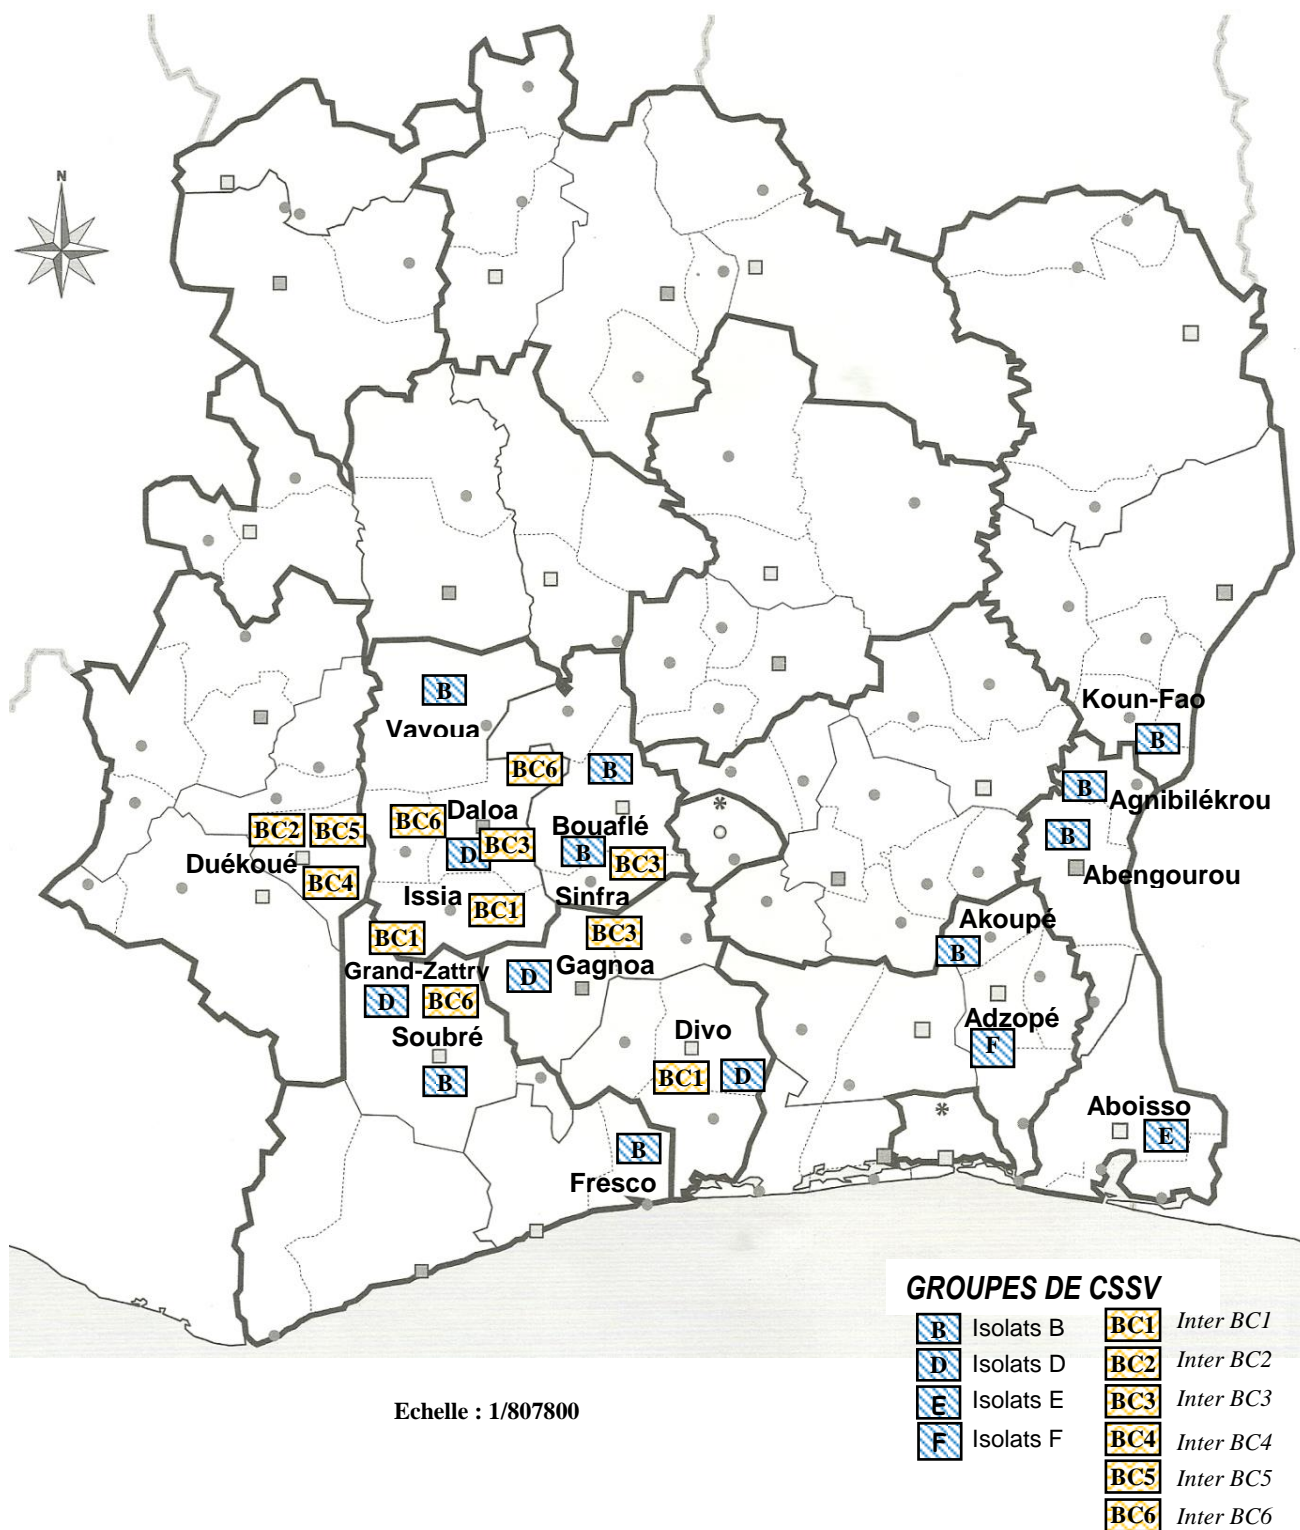 N
Koun-Fao
B
B
Vavoua
BC6
B
B
Agnibilékrou
BC6
Daloa
BC2
BC5
Bouaflé
B
D
BC3
B
BC3
Duékoué
BC4
Abengourou
Issia
BC1
Sinfra
Akoupé
BC1
BC3
B
Grand-Zattry
Gagnoa
D
D
BC6
Adzopé
Soubré
Divo
F
B
BC1
D
Aboisso
B
E
Fresco
GROUPES DE CSSV
B Isolats B
D Isolats D
E Isolats E
F Isolats F
BC1 Inter BC1
BC2 Inter BC2
BC3 Inter BC3
BC4 Inter BC4
BC5 Inter BC5
BC6 Inter BC6
Echelle : 1/807800